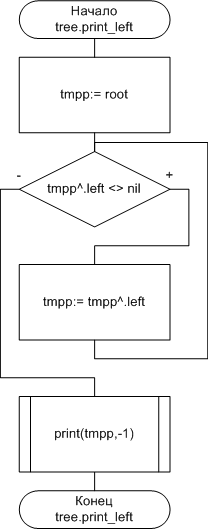 Начало
tree.print_left
tmpp:= root
tmpp^.left <> nil
-
+
tmpp:= tmpp^.left
print(tmpp,-1)
Конец
tree.print_left